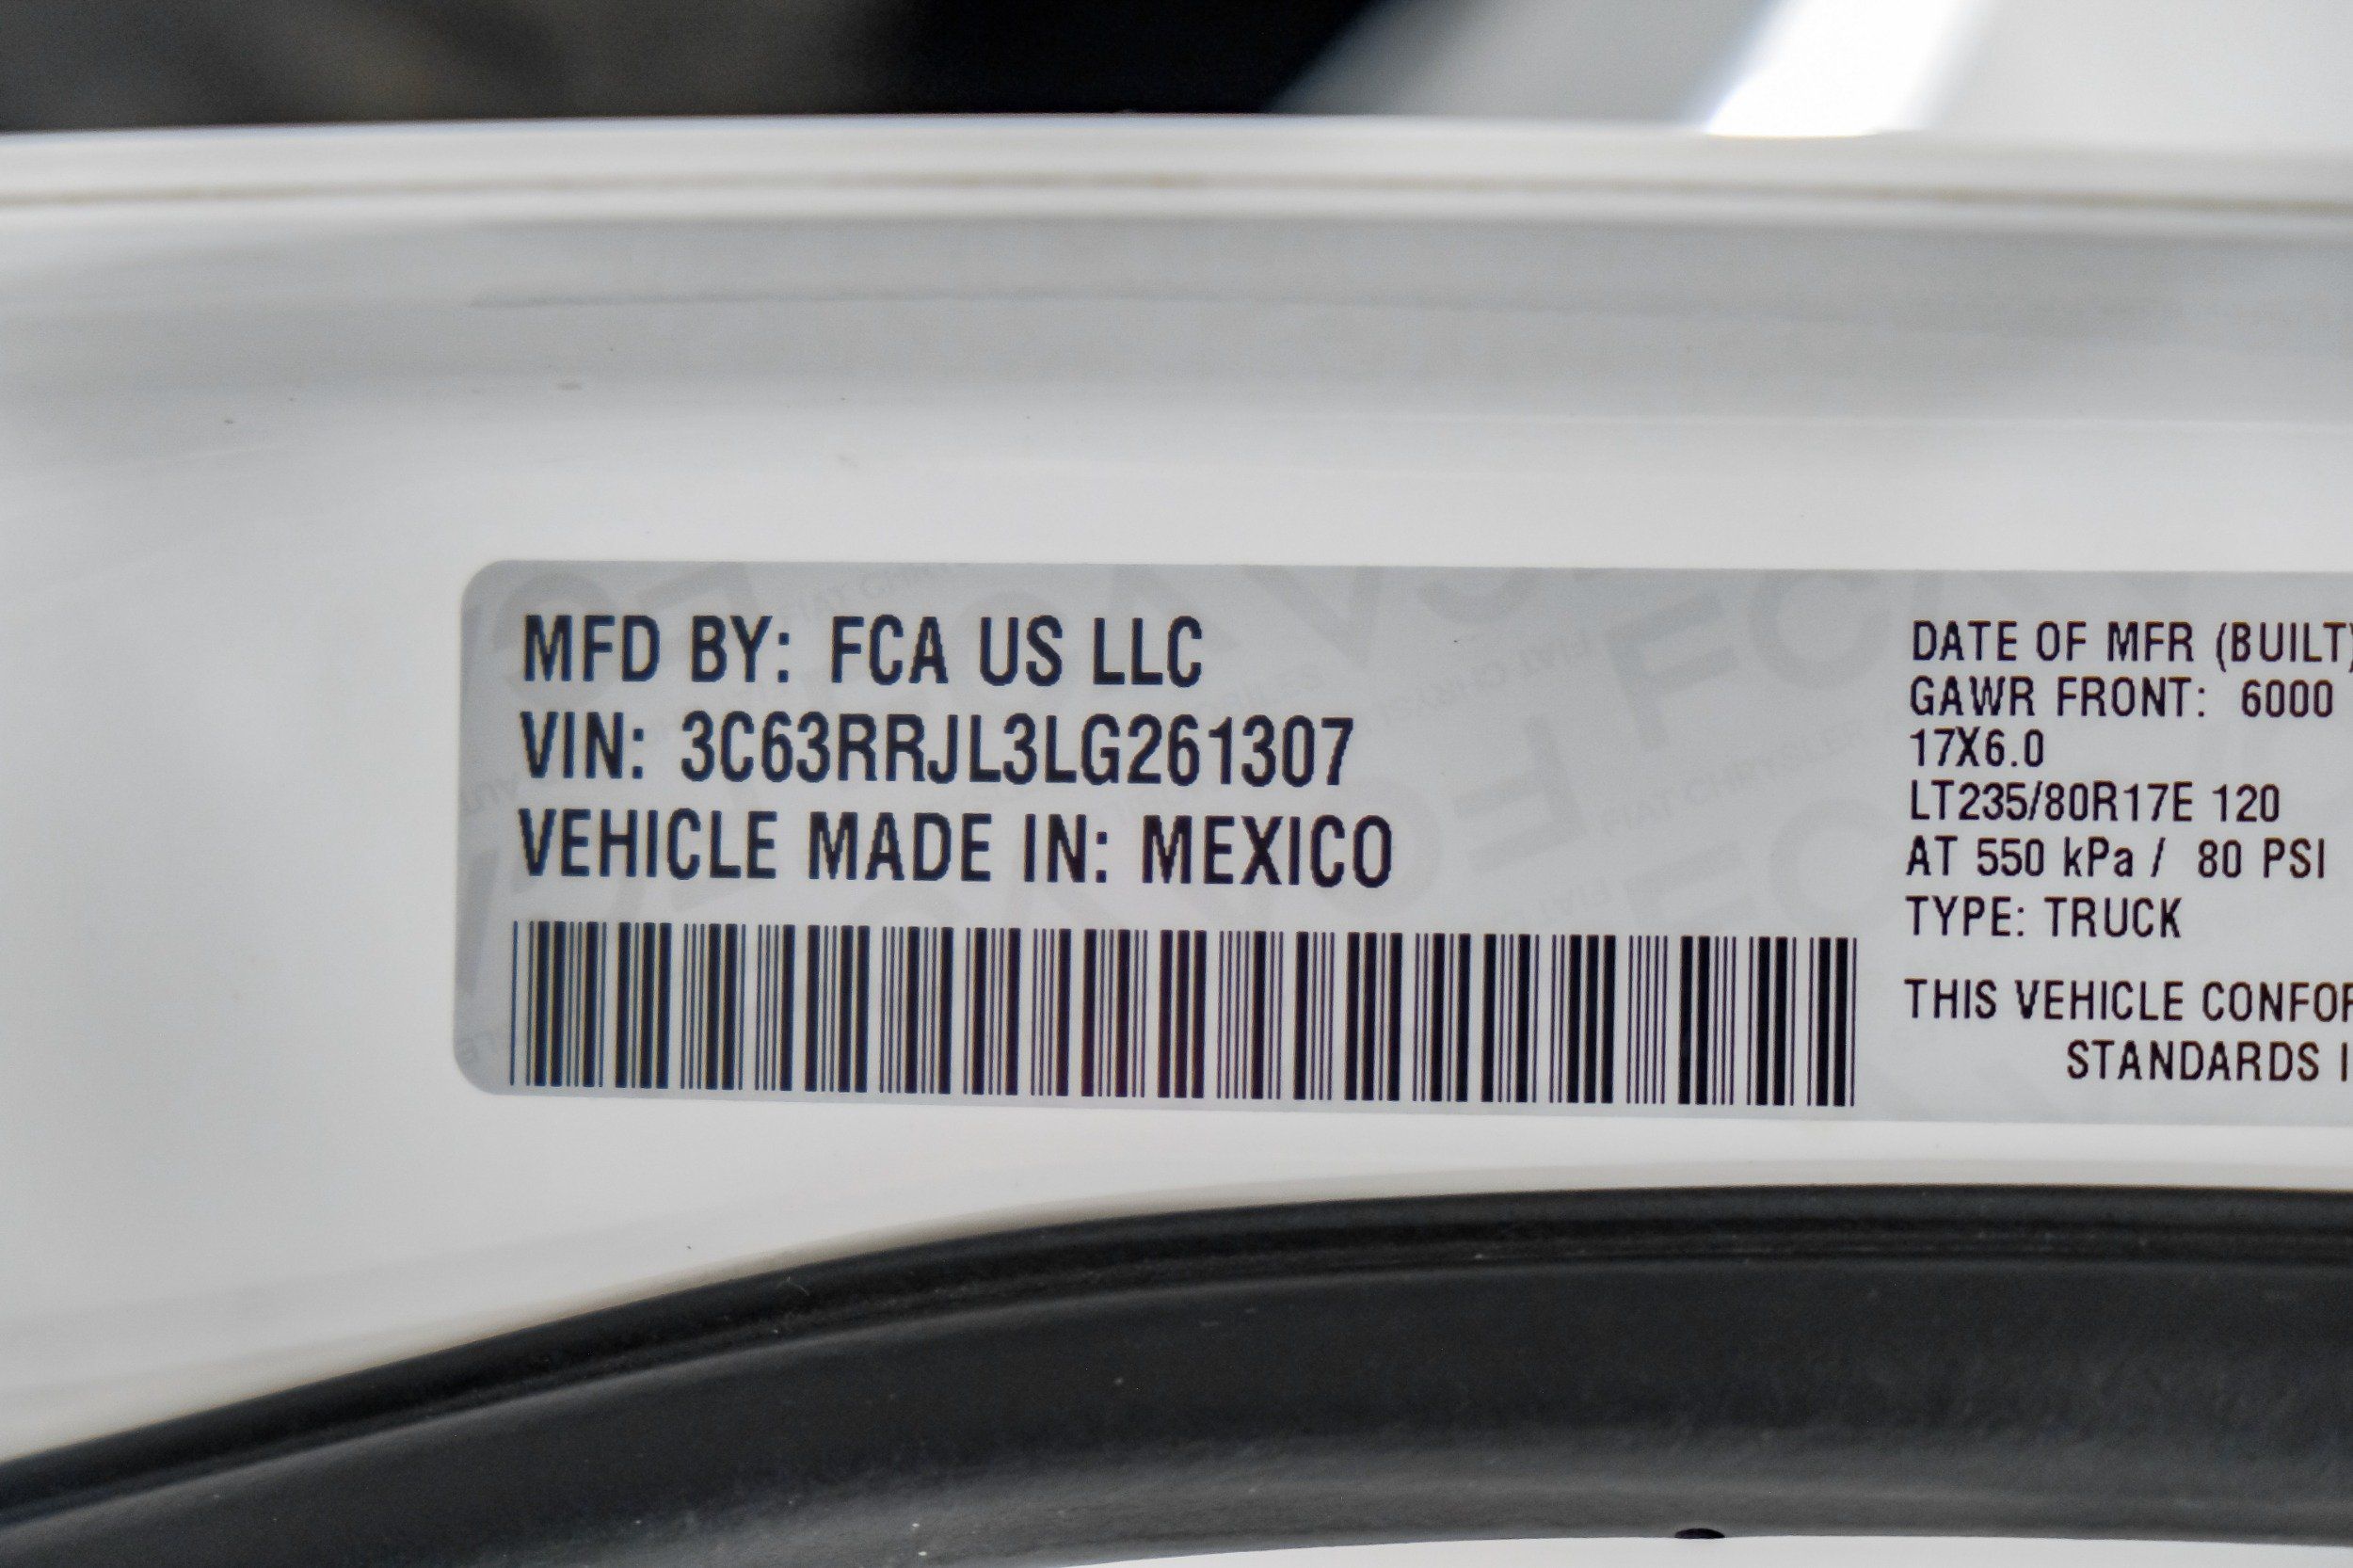 MFD BY: FCA US LLC
VIN: 3C63RRJL3LG261307
VEHICLE MADE IN: MEXICO
DATE OF MFR (BUILT)
GAWR FRONT: 6000
17X6.0
LT235/80R17E 120
AT 550 kPa / 80 PSI
TYPE: TRUCK
THIS VEHICLE
STANDARDS